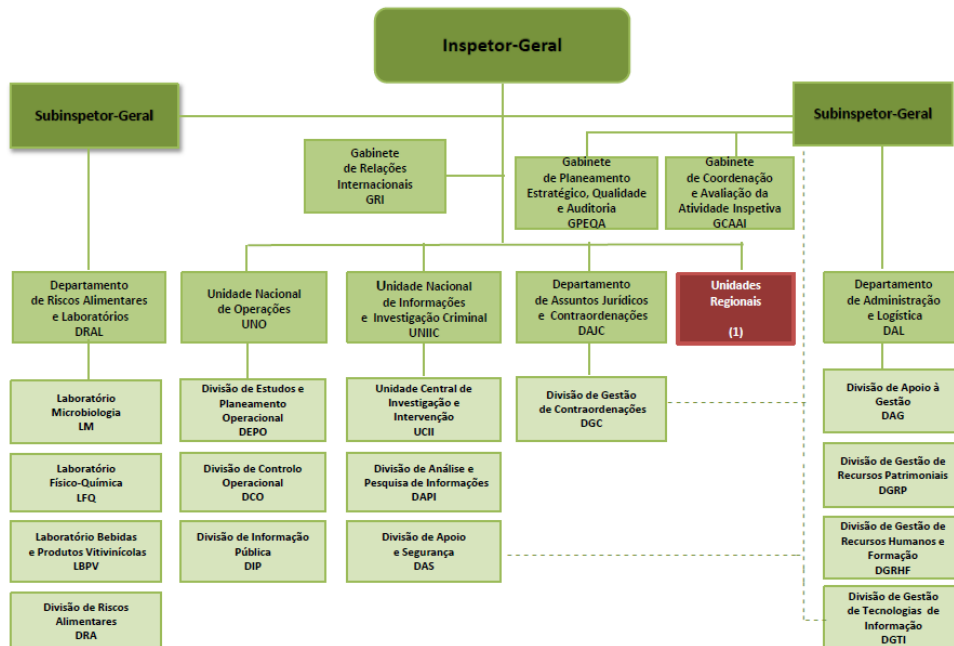 Inspetor-Geral
Subinspetor-Geral
Subinspetor-Geral
Gabinete
de Relações
Internacionais
GRI
Gabinete
de Planeamento
Estratégico, Qualidade
e Auditoria
GPEQA
Gabinete
de Coordenação
e Avaliação da
Atividade Inspetiva
GCAAI
Departamento
de Riscos Alimentares
e Laboratórios
DRAL
Unidade Nacional
de Operações
UNO
Unidade Nacional
de Informações
e Investigação Criminal
UNIIC
Departamento
de Assuntos Jurídicos
e Contraordenações
DAJC
Unidades
Regionais
(1)
Departamento
de Administração
e Logística
DAL
Laboratório
Microbiologia
LM
Divisão de Estudos e
Planeamento
Operacional
DEPO
Unidade Central de
Investigação e
Intervenção
UCII
Divisão de Gestão
de Contraordenações
DGC
Divisão de Apoio à
Gestão
DAG
Laboratório
Físico-Química
LFQ
Divisão de Controlo
Operacional
DCO
Divisão de Análise e
Pesquisa de Informações
DAPI
Divisão de Gestão de
Recursos Patrimoniais
DGRP
Laboratório Bebidas
e Produtos Vitivinícolas
LBPV
Divisão de Informação
Pública
DIP
Divisão de Apoio
e Segurança
DAS
Divisão de Gestão de
Recursos Humanos e
Formação
DGRHF
Divisão de Riscos
Alimentares
DRA
Divisão de Gestão
de Tecnologias de
Informação
DGTI